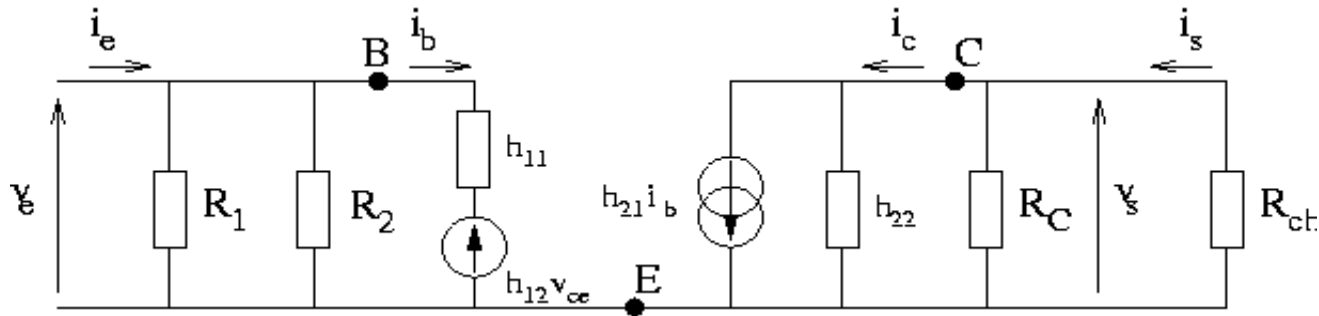 i_e B i_b i_c C i_s
h_11
v_e R_1 R_2 h_21 i_b h_22 R_C v_s R_ch
h_12 v_ce E